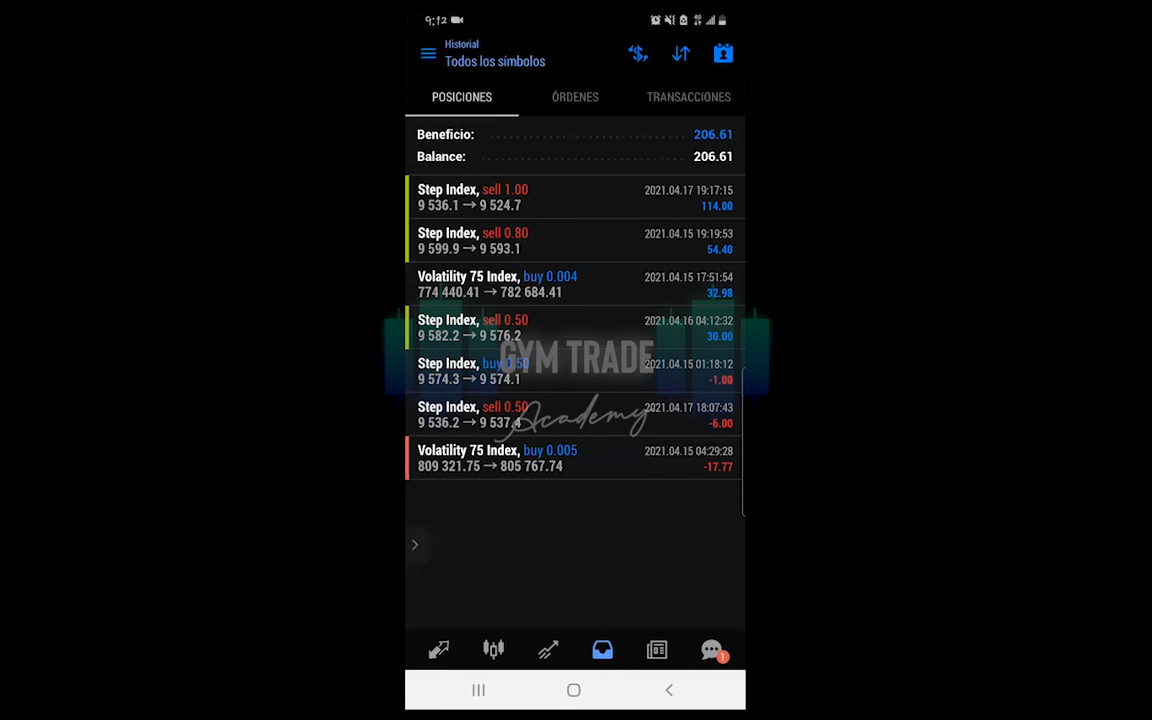 9:12
Historial
Todos los símbolos
POSICIONES ÓRDENES TRANSACCIONES
Beneficio: 206.61
Balance: 206.61
Step Index, sell 1.00 2021.04.17 19:17:15
9 536.1 → 9 524.7 114.00
Step Index, sell 0.80 2021.04.15 19:19:53
9 599.9 → 9 593.1 54.40
Volatility 75 Index, buy 0.004 2021.04.15 17:51:54
774 440.41 → 782 684.41 32.98
Step Index, sell 0.50 2021.04.16 04:12:32
9 582.2 → 9 576.2 30.00
GYM TRADE
Step Index, buy 0.50 2021.04.15 01:18:12
9 574.3 → 9 574.1 -1.00
Academy
Step Index, sell 0.50 2021.04.17 18:07:43
9 536.2 → 9 537.4 -6.00
Volatility 75 Index, buy 0.005 2021.04.15 04:29:28
809 321.75 → 805 767.74 -17.77
1